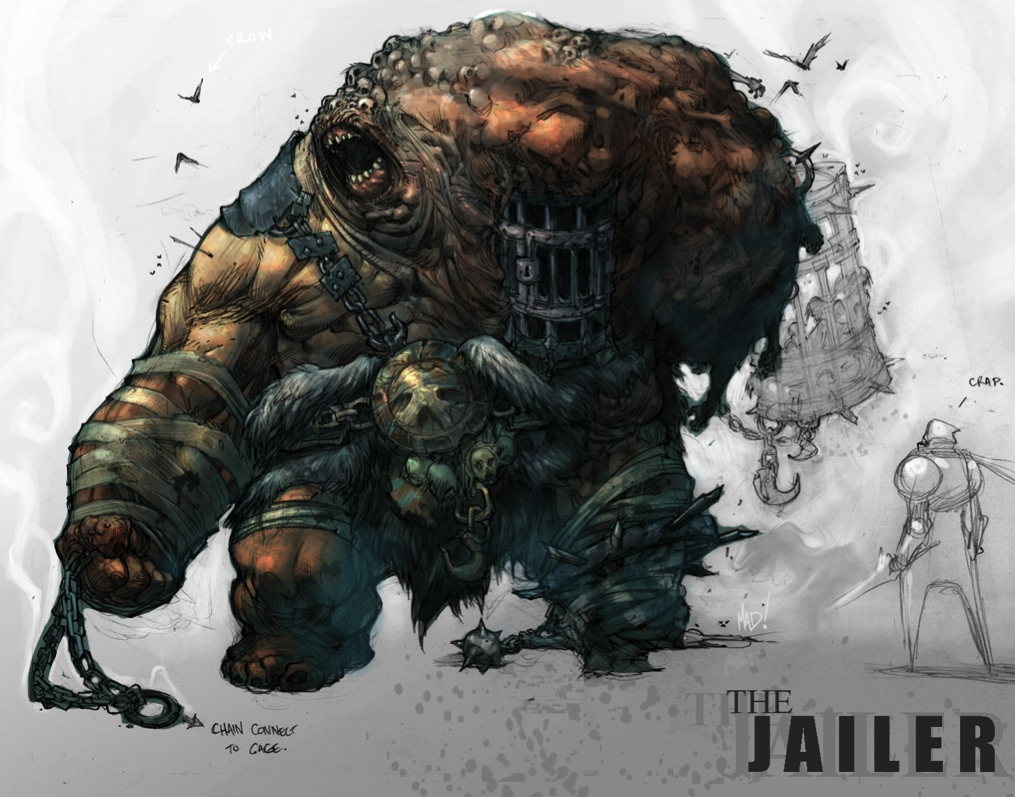 CROW
CRAP.
MAD!
THE
JAILER
CHAIN CONNECT
TO CAGE.